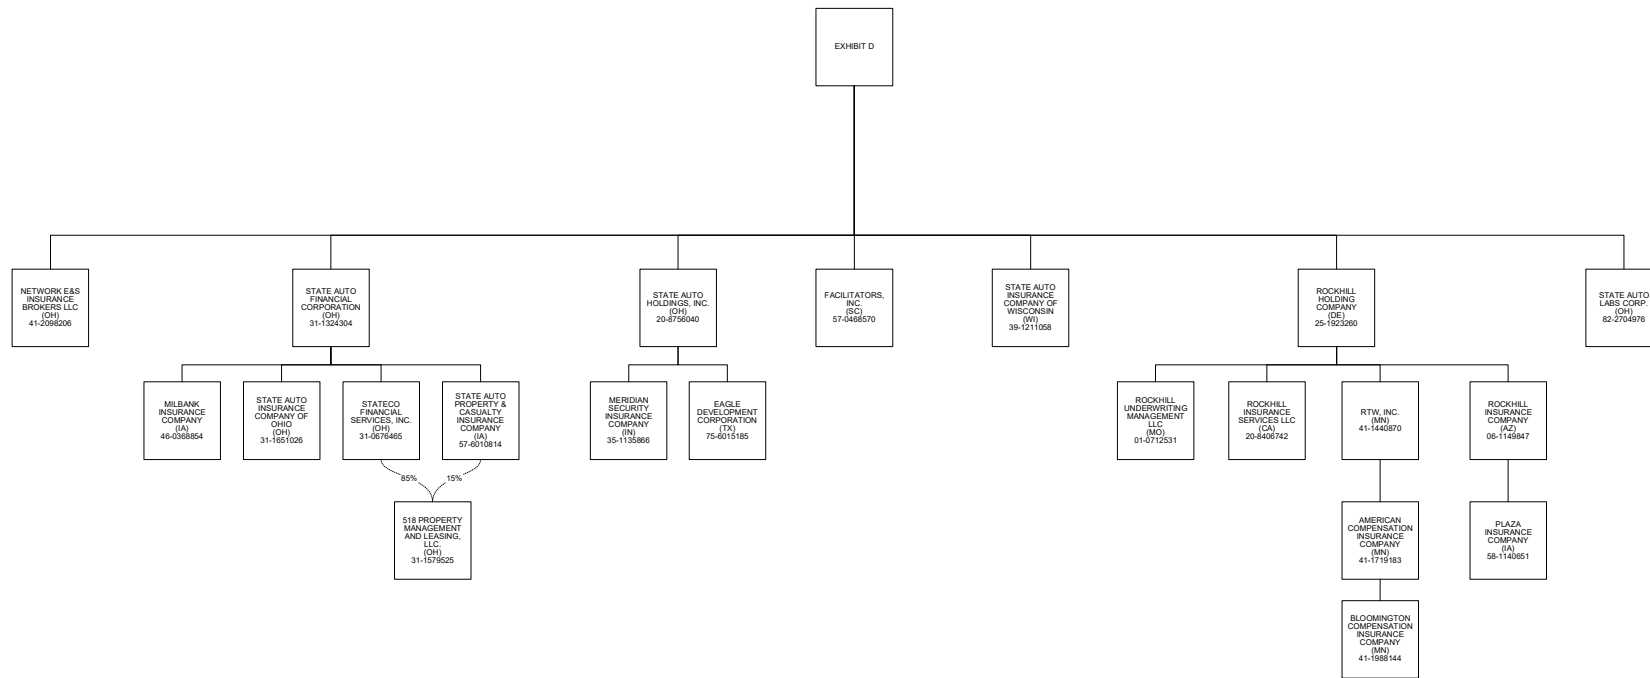 EXHIBIT D
NETWORK E&S
INSURANCE
BROKERS LLC
(OH)
41-2098206
STATE AUTO
FINANCIAL
CORPORATION
(OH)
31-1324304
STATE AUTO
HOLDINGS, INC.
(OH)
20-8756040
FACILITATORS,
INC.
(SC)
57-0468570
STATE AUTO
INSURANCE
COMPANY OF
WISCONSIN
(WI)
39-1211058
ROCKHILL
HOLDING
COMPANY
(DE)
25-1923260
STATE AUTO
LABS CORP.
(OH)
82-2704976
MILBANK
INSURANCE
COMPANY
(IA)
46-0368854
STATE AUTO
INSURANCE
COMPANY OF
OHIO
(OH)
31-1651026
STATECO
FINANCIAL
SERVICES, INC.
(OH)
31-0676465
STATE AUTO
PROPERTY &
CASUALTY
INSURANCE
COMPANY
(IA)
57-6010814
MERIDIAN
SECURITY
INSURANCE
COMPANY
(IN)
35-1135866
EAGLE
DEVELOPMENT
CORPORATION
(TX)
75-6015185
ROCKHILL
UNDERWRITING
MANAGEMENT
LLC
(MO)
01-0712531
ROCKHILL
INSURANCE
SERVICES LLC
(CA)
20-8406742
RTW, INC.
(MN)
41-1440870
ROCKHILL
INSURANCE
COMPANY
(AZ)
06-1149847
85%
15%
518 PROPERTY
MANAGEMENT
AND LEASING,
LLC.
(OH)
31-1579525
AMERICAN
COMPENSATION
INSURANCE
COMPANY
(MN)
41-1719183
PLAZA
INSURANCE
COMPANY
(IA)
58-1140651
BLOOMINGTON
COMPENSATION
INSURANCE
COMPANY
(MN)
41-1988144